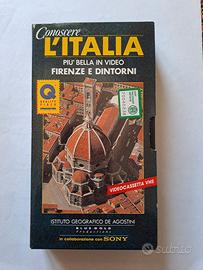 Conoscere
L'ITALIA
PIU' BELLA IN VIDEO
FIRENZE E DINTORNI
Q
QUALITY
VIDEO
VIDEOCASSETTA VHS
ISTITUTO GEOGRAFICO DE AGOSTINI
BLUE GOLD
Productions
in collaborazione con SONY
subito